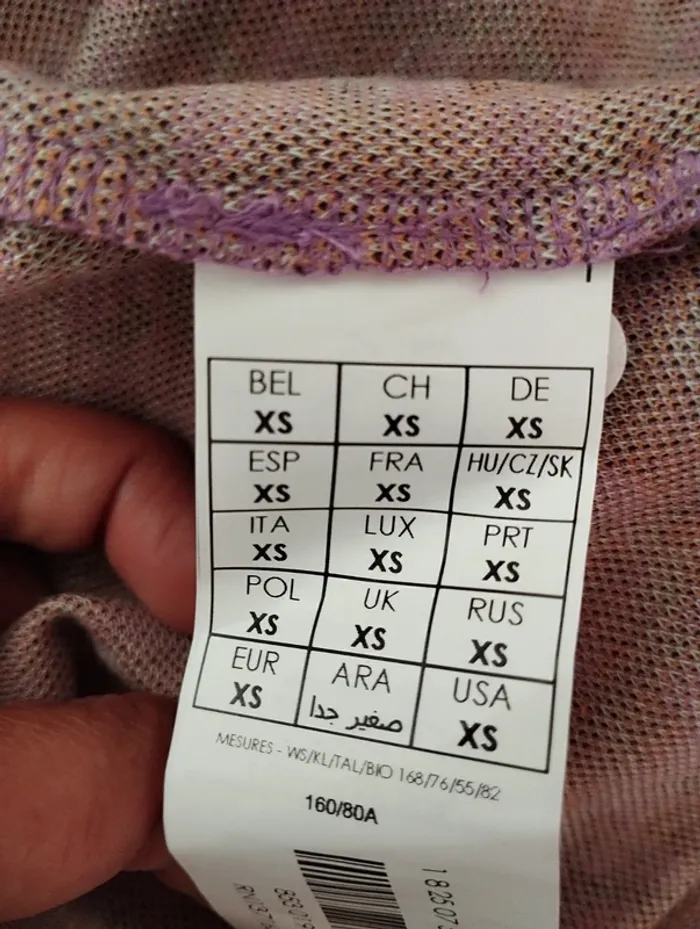 BEL CH DE
XS XS XS
ESP FRA HU/CZ/SK
XS XS XS
ITA LUX PRT
XS XS XS
POL UK RUS
XS XS XS
EUR ARA USA
XS صغير جدا XS
MESURES - WS/KL/TAL/BIO 168/76/55/82
160/80A